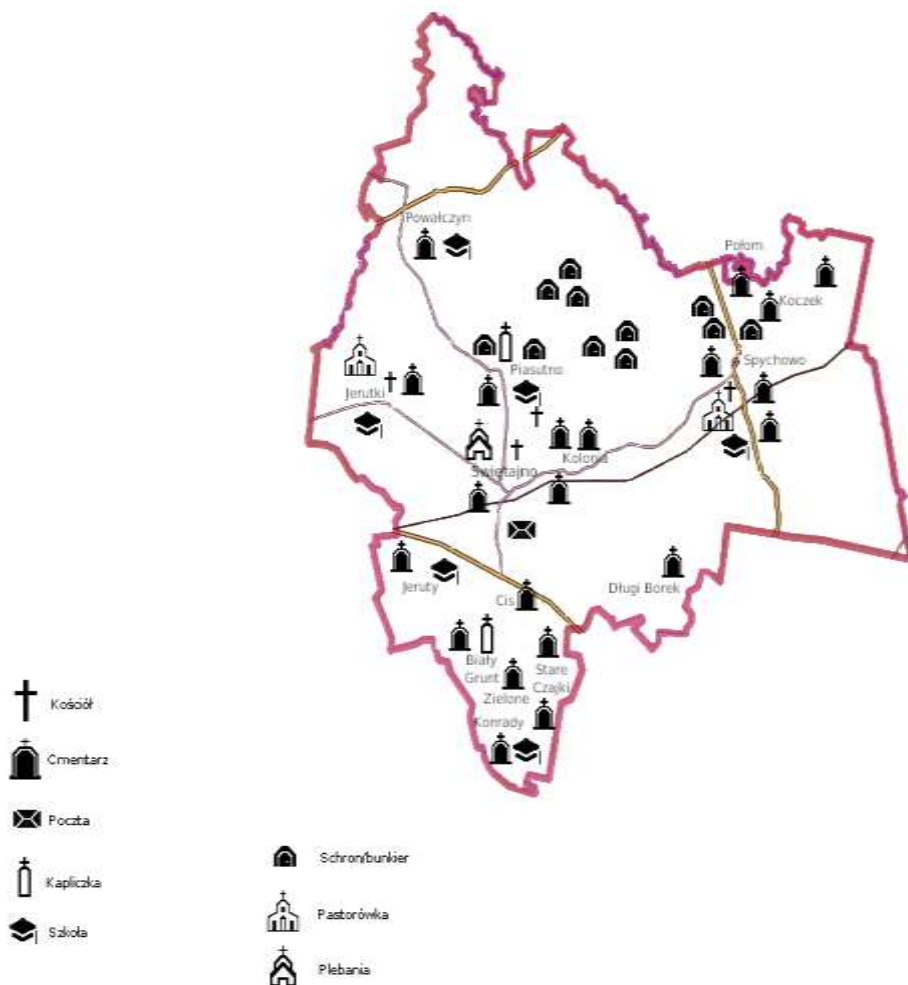 Powałczyn
Połom
Koczek
Spychowo
Piasutno
Jerutki
Kolonia
Świętajno
Jeruty
Cis
Długi Borek
Biały
Grunt
Stare
Czajki
Zielone
Konrady
Kościół
Cmentarz
Poczta
Kapliczka
Szkoła
Schron/bunkier
Pastorówka
Plebania